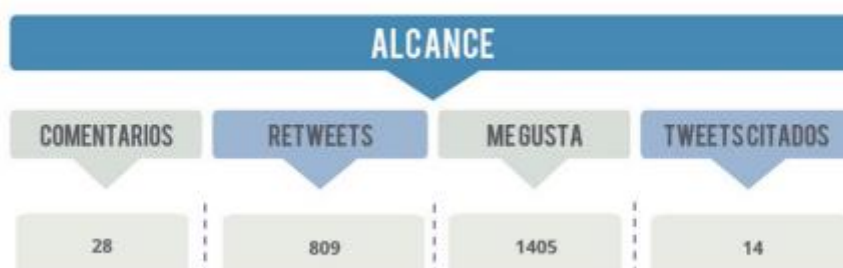 ALCANCE
COMENTARIOS RETWEETS ME GUSTA TWEETS CITADOS
28 809 1405 14